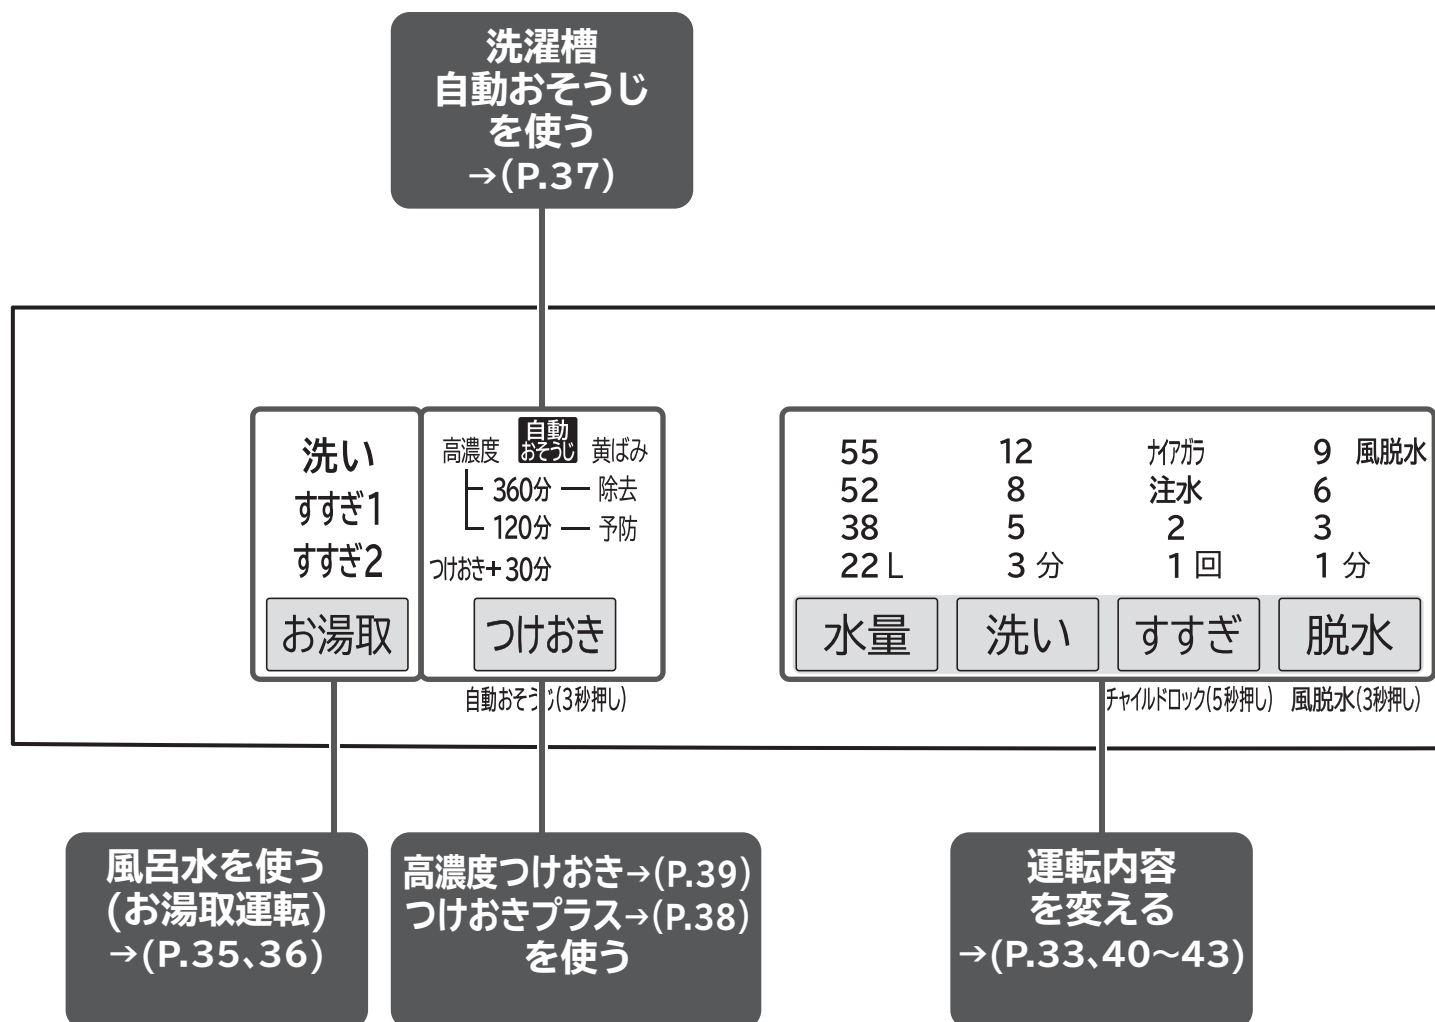 洗濯槽
自動おそうじ
を使う
→(P.37)
洗い
すすぎ1
すすぎ2
お湯取
自動
おそうじ
高濃度
黄ばみ
360分 ― 除去
120分 ― 予防
つけおき+30分
つけおき
自動おそうじ(3秒押し)
55 12 ナイアガラ 9 風脱水
52 8 注水 6
38 5 2 3
22L 3分 1回 1分
水量 洗い すすぎ 脱水
チャイルドロック(5秒押し) 風脱水(3秒押し)
風呂水を使う
(お湯取運転)
→(P.35、36)
高濃度つけおき→(P.39)
つけおきプラス→(P.38)
を使う
運転内容
を変える
→(P.33、40~43)